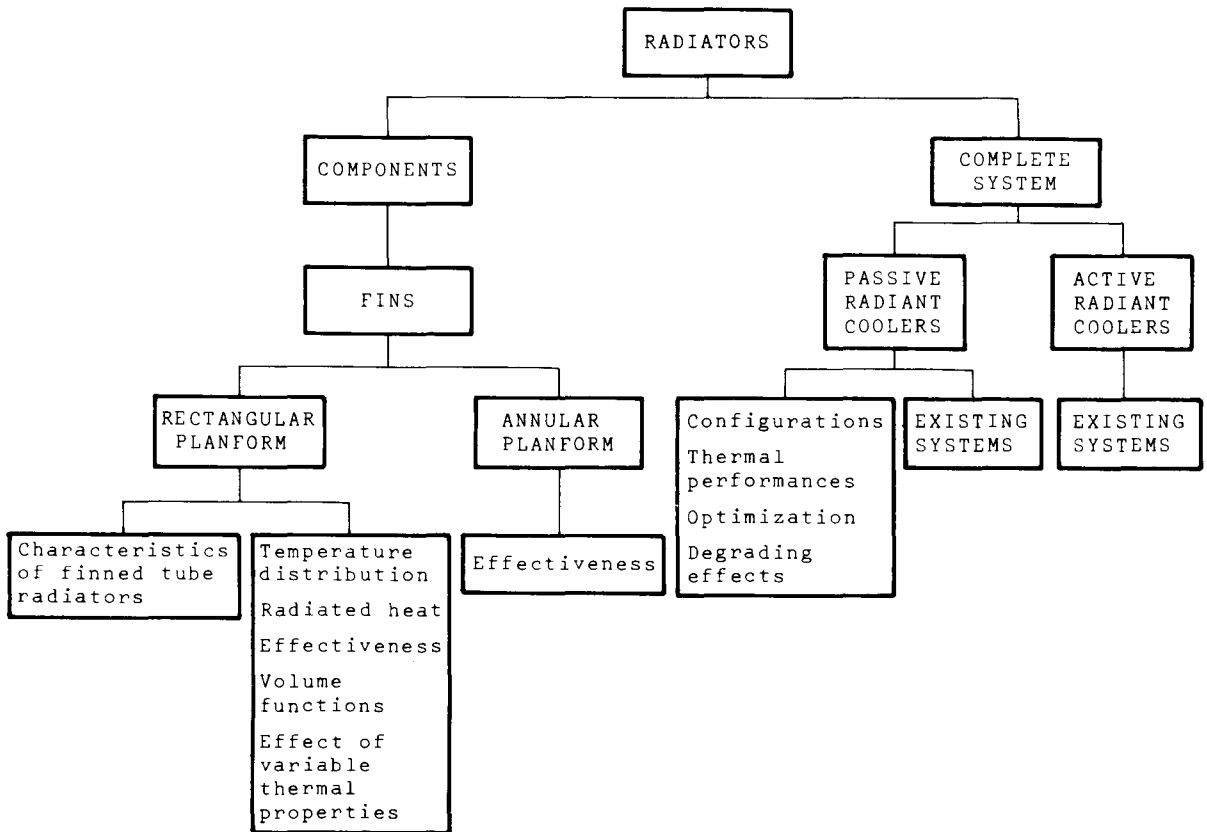 RADIATORS
COMPONENTS
COMPLETE
SYSTEM
FINS
PASSIVE
RADIANT
COOLERS
ACTIVE
RADIANT
COOLERS
RECTANGULAR
PLANFORM
ANNULAR
PLANFORM
Configurations
Thermal
performances
Optimization
Degrading
effects
EXISTING
SYSTEMS
EXISTING
SYSTEMS
Characteristics
of finned tube
radiators
Temperature
distribution
Radiated heat
Effectiveness
Volume
functions
Effect of
variable
thermal
properties
Effectiveness